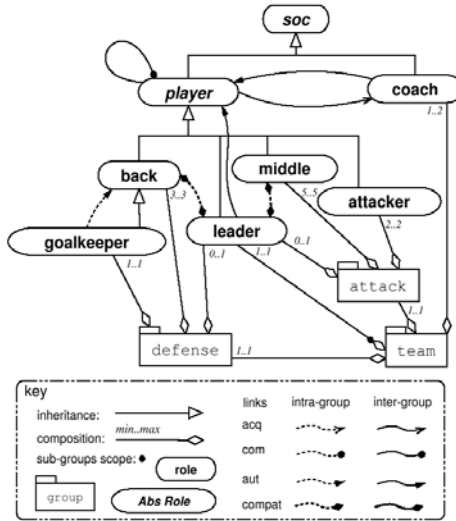 soc
player
coach
1..2
back
middle
3..3
5..5
attacker
goalkeeper
leader
2..2
1..1
0..1
1..1
0..1
attack
1..1
defense
1..1
team
key
links intra-group inter-group
inheritance:
acq
min..max
composition:
com
sub-groups scope:
role
aut
group
Abs Role
compat